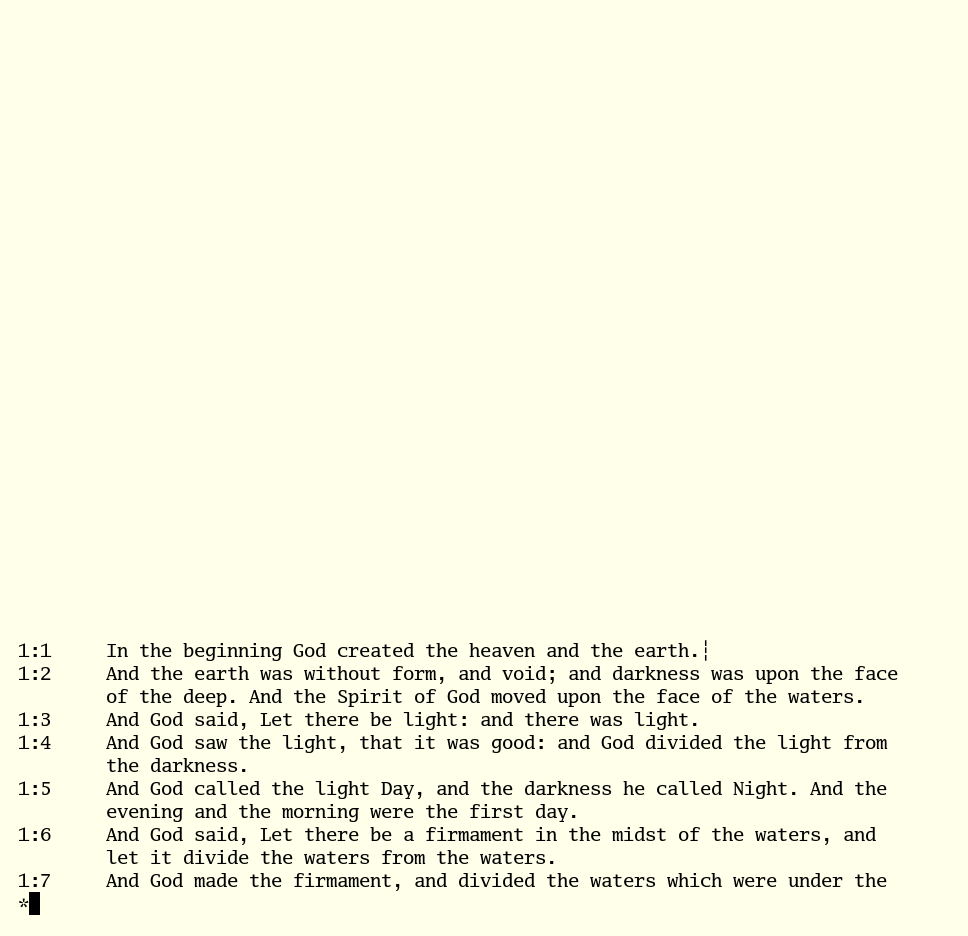 1:1 In the beginning God created the heaven and the earth.¦
1:2 And the earth was without form, and void; and darkness was upon the face
of the deep. And the Spirit of God moved upon the face of the waters.
1:3 And God said, Let there be light: and there was light.
1:4 And God saw the light, that it was good: and God divided the light from
the darkness.
1:5 And God called the light Day, and the darkness he called Night. And the
evening and the morning were the first day.
1:6 And God said, Let there be a firmament in the midst of the waters, and
let it divide the waters from the waters.
1:7 And God made the firmament, and divided the waters which were under the
*